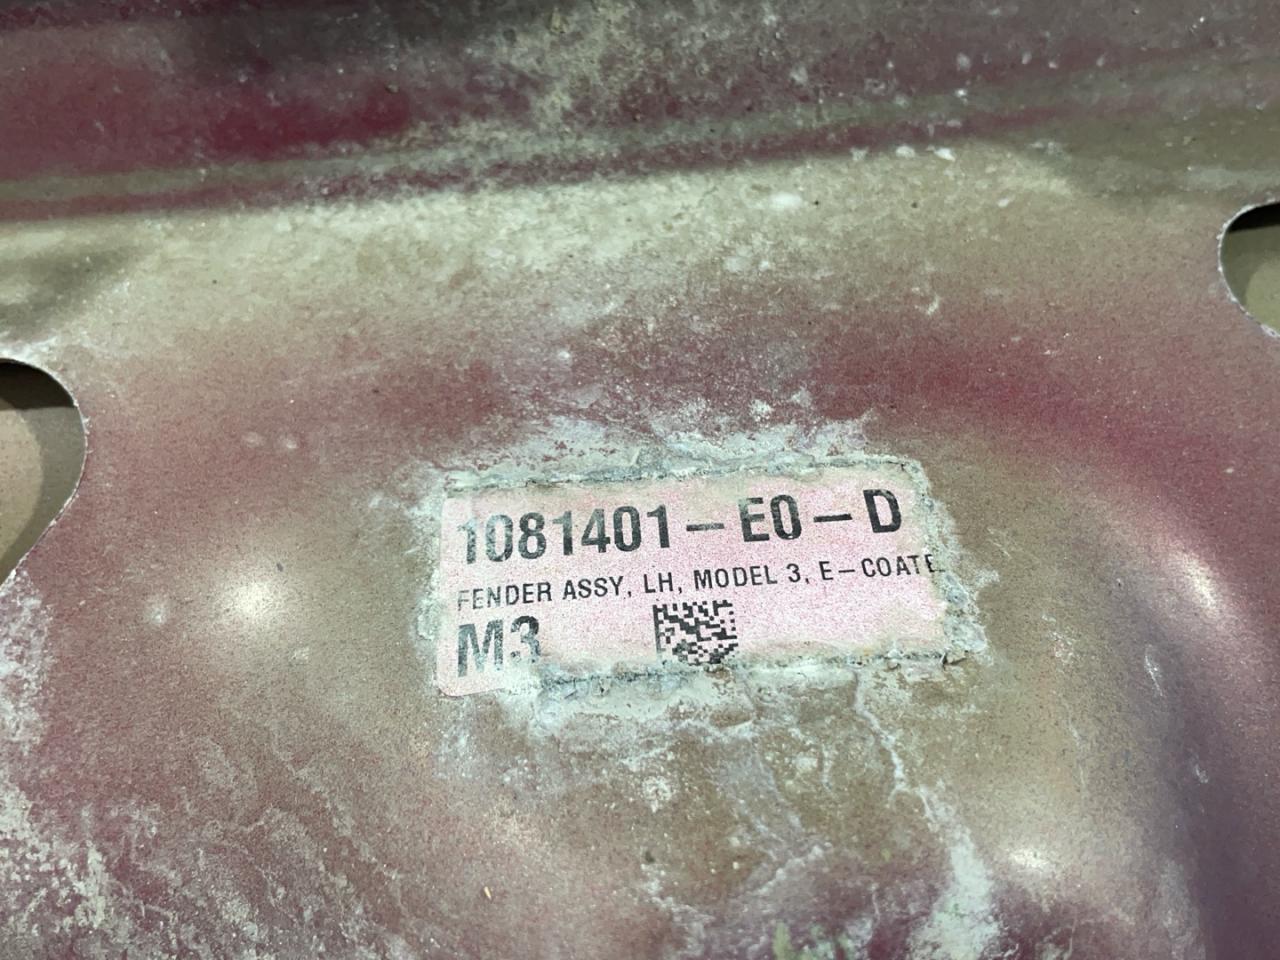 1081401-E0-D
FENDER ASSY, LH, MODEL 3, E-COATE
M3